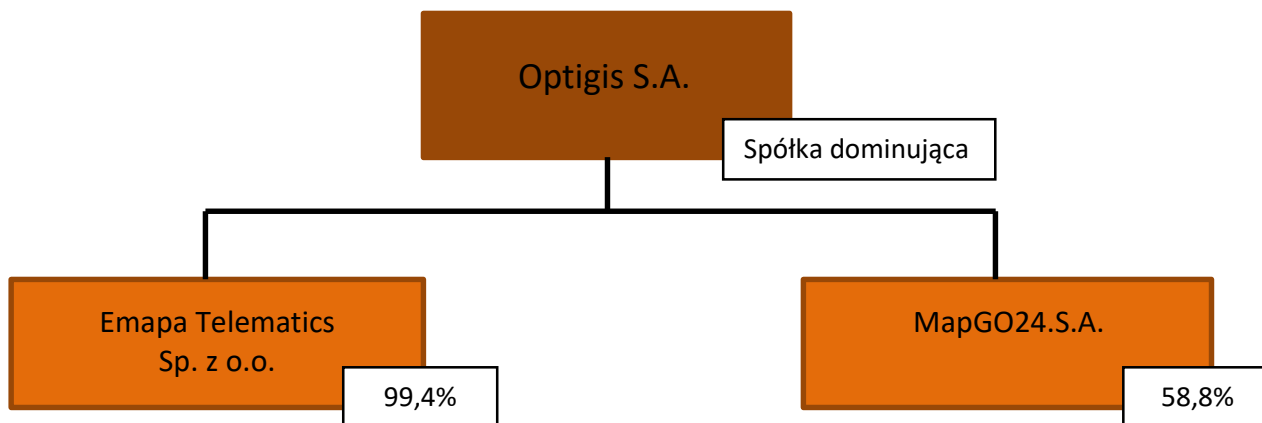 Optigis S.A.
Spółka dominująca
Emapa Telematics
Sp. z o.o.
99,4%
MapGO24.S.A.
58,8%